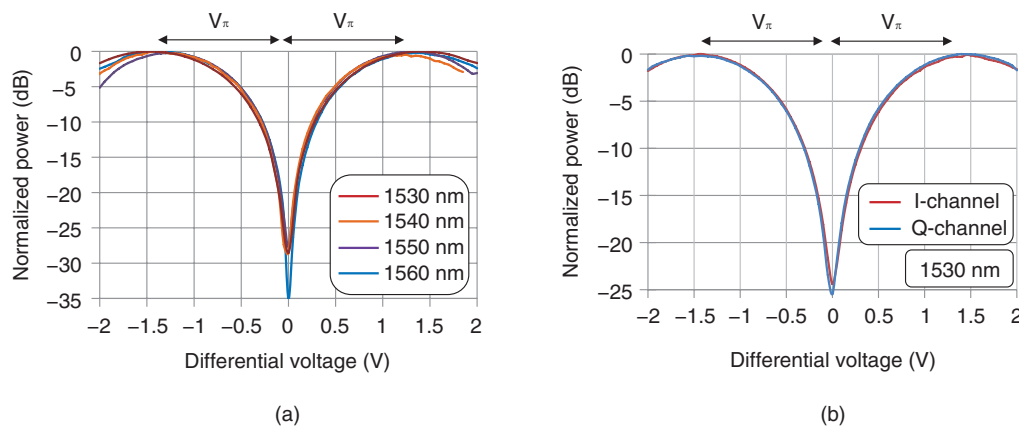 Vπ Vπ
Normalized power (dB)
0
−5
−10
−15
−20
−25
−30
−35
1530 nm
1540 nm
1550 nm
1560 nm
−2 −1.5 −1 −0.5 0 0.5 1 1.5 2
Differential voltage (V)
(a)
Vπ Vπ
Normalized power (dB)
0
−5
−10
−15
−20
−25
I-channel
Q-channel
1530 nm
−2 −1.5 −1 −0.5 0 0.5 1 1.5 2
Differential voltage (V)
(b)